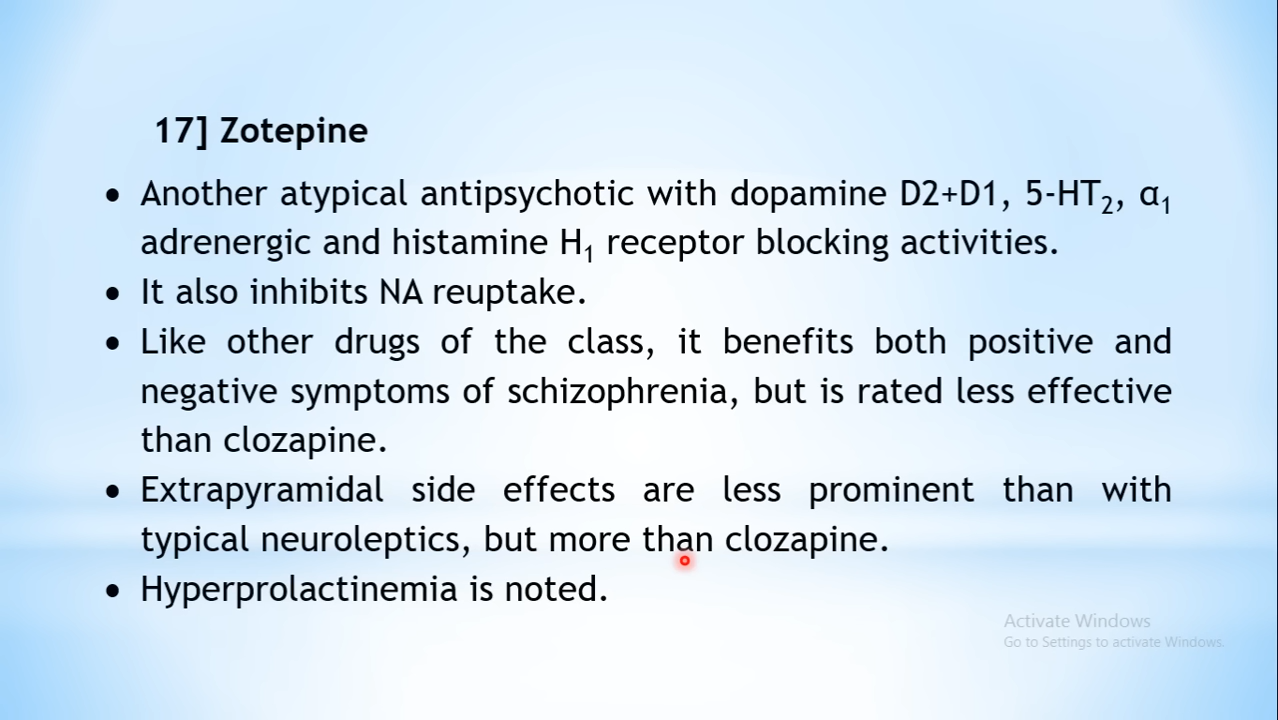 17] Zotepine
• Another atypical antipsychotic with dopamine D2+D1, 5-HT₂, α₁
adrenergic and histamine H₁ receptor blocking activities.
• It also inhibits NA reuptake.
• Like other drugs of the class, it benefits both positive and
negative symptoms of schizophrenia, but is rated less effective
than clozapine.
• Extrapyramidal side effects are less prominent than with
typical neuroleptics, but more than clozapine.
• Hyperprolactinemia is noted.
Activate Windows
Go to Settings to activate Windows.